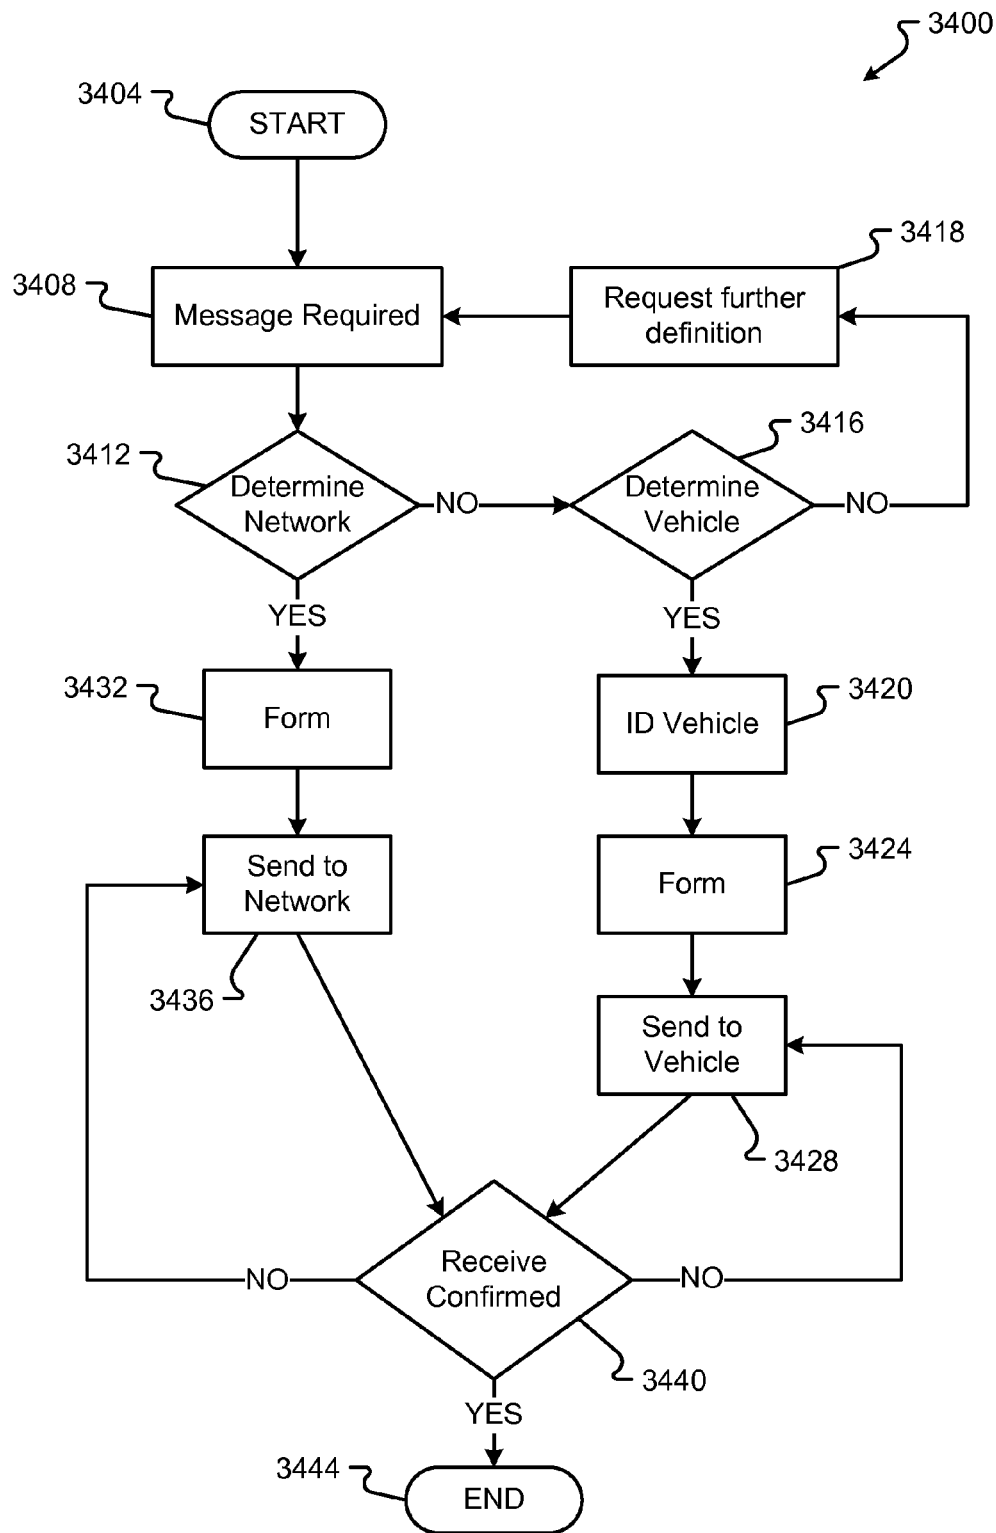 3400
3404
START
3418
3408
Message Required
Request further
definition
3416
3412
Determine
Network
NO
Determine
Vehicle
NO
YES
YES
3432
Form
3420
ID Vehicle
Send to
Network
3424
Form
3436
Send to
Vehicle
3428
Receive
Confirmed
NO
NO
3440
YES
3444
END